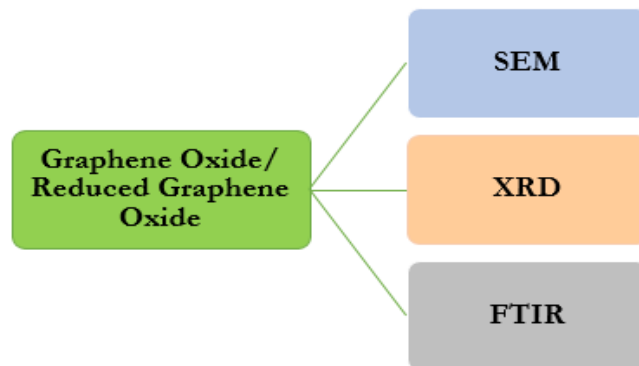 Graphene Oxide/
Reduced Graphene
Oxide
SEM
XRD
FTIR